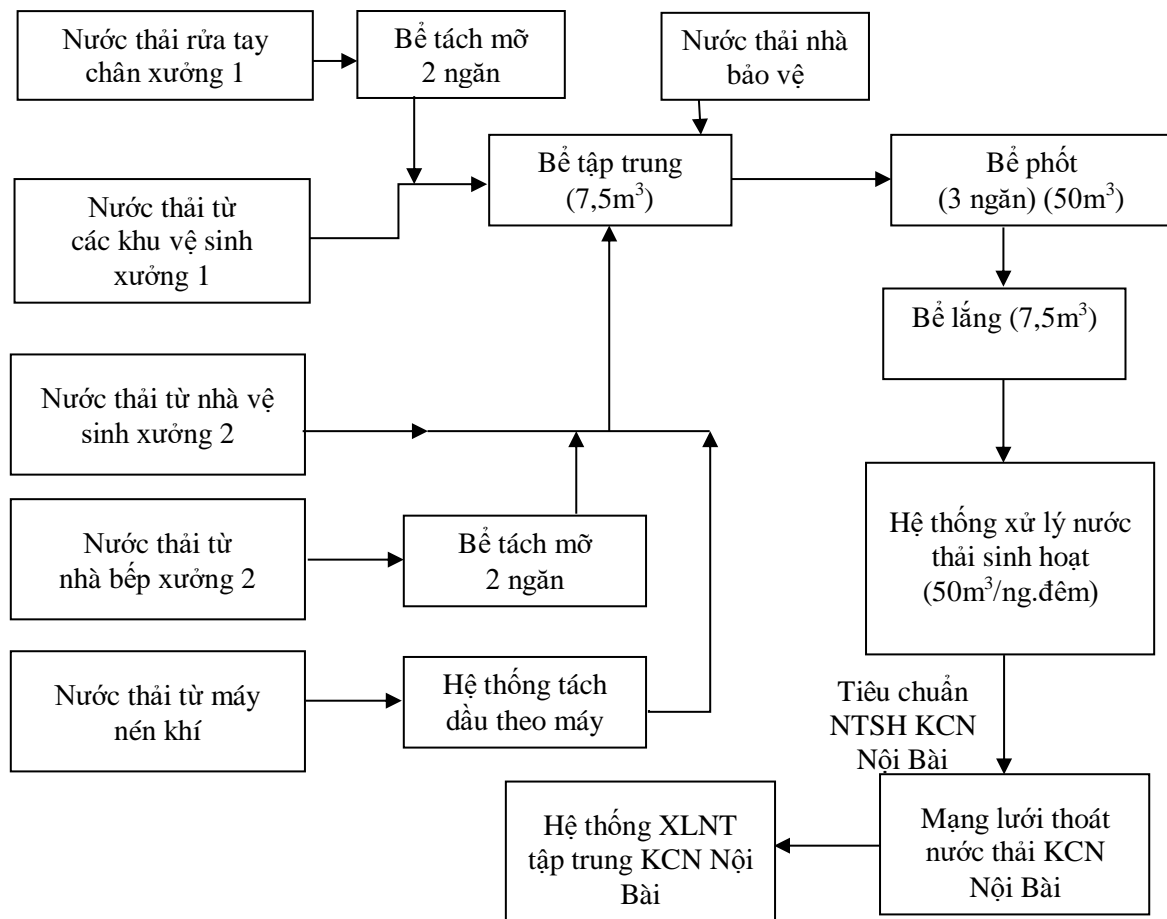 Nước thải rửa tay
chân xưởng 1
Bể tách mỡ
2 ngăn
Nước thải nhà
bảo vệ
Bể tập trung
(7,5m³)
Bể phốt
(3 ngăn) (50m³)
Nước thải từ
các khu vệ sinh
xưởng 1
Bể lắng (7,5m³)
Nước thải từ nhà vệ
sinh xưởng 2
Hệ thống xử lý nước
thải sinh hoạt
(50m³/ng.đêm)
Nước thải từ
nhà bếp xưởng 2
Bể tách mỡ
2 ngăn
Nước thải từ máy
nén khí
Hệ thống tách
dầu theo máy
Tiêu chuẩn
NTSH KCN
Nội Bài
Hệ thống XLNT
tập trung KCN Nội
Bài
Mạng lưới thoát
nước thải KCN
Nội Bài